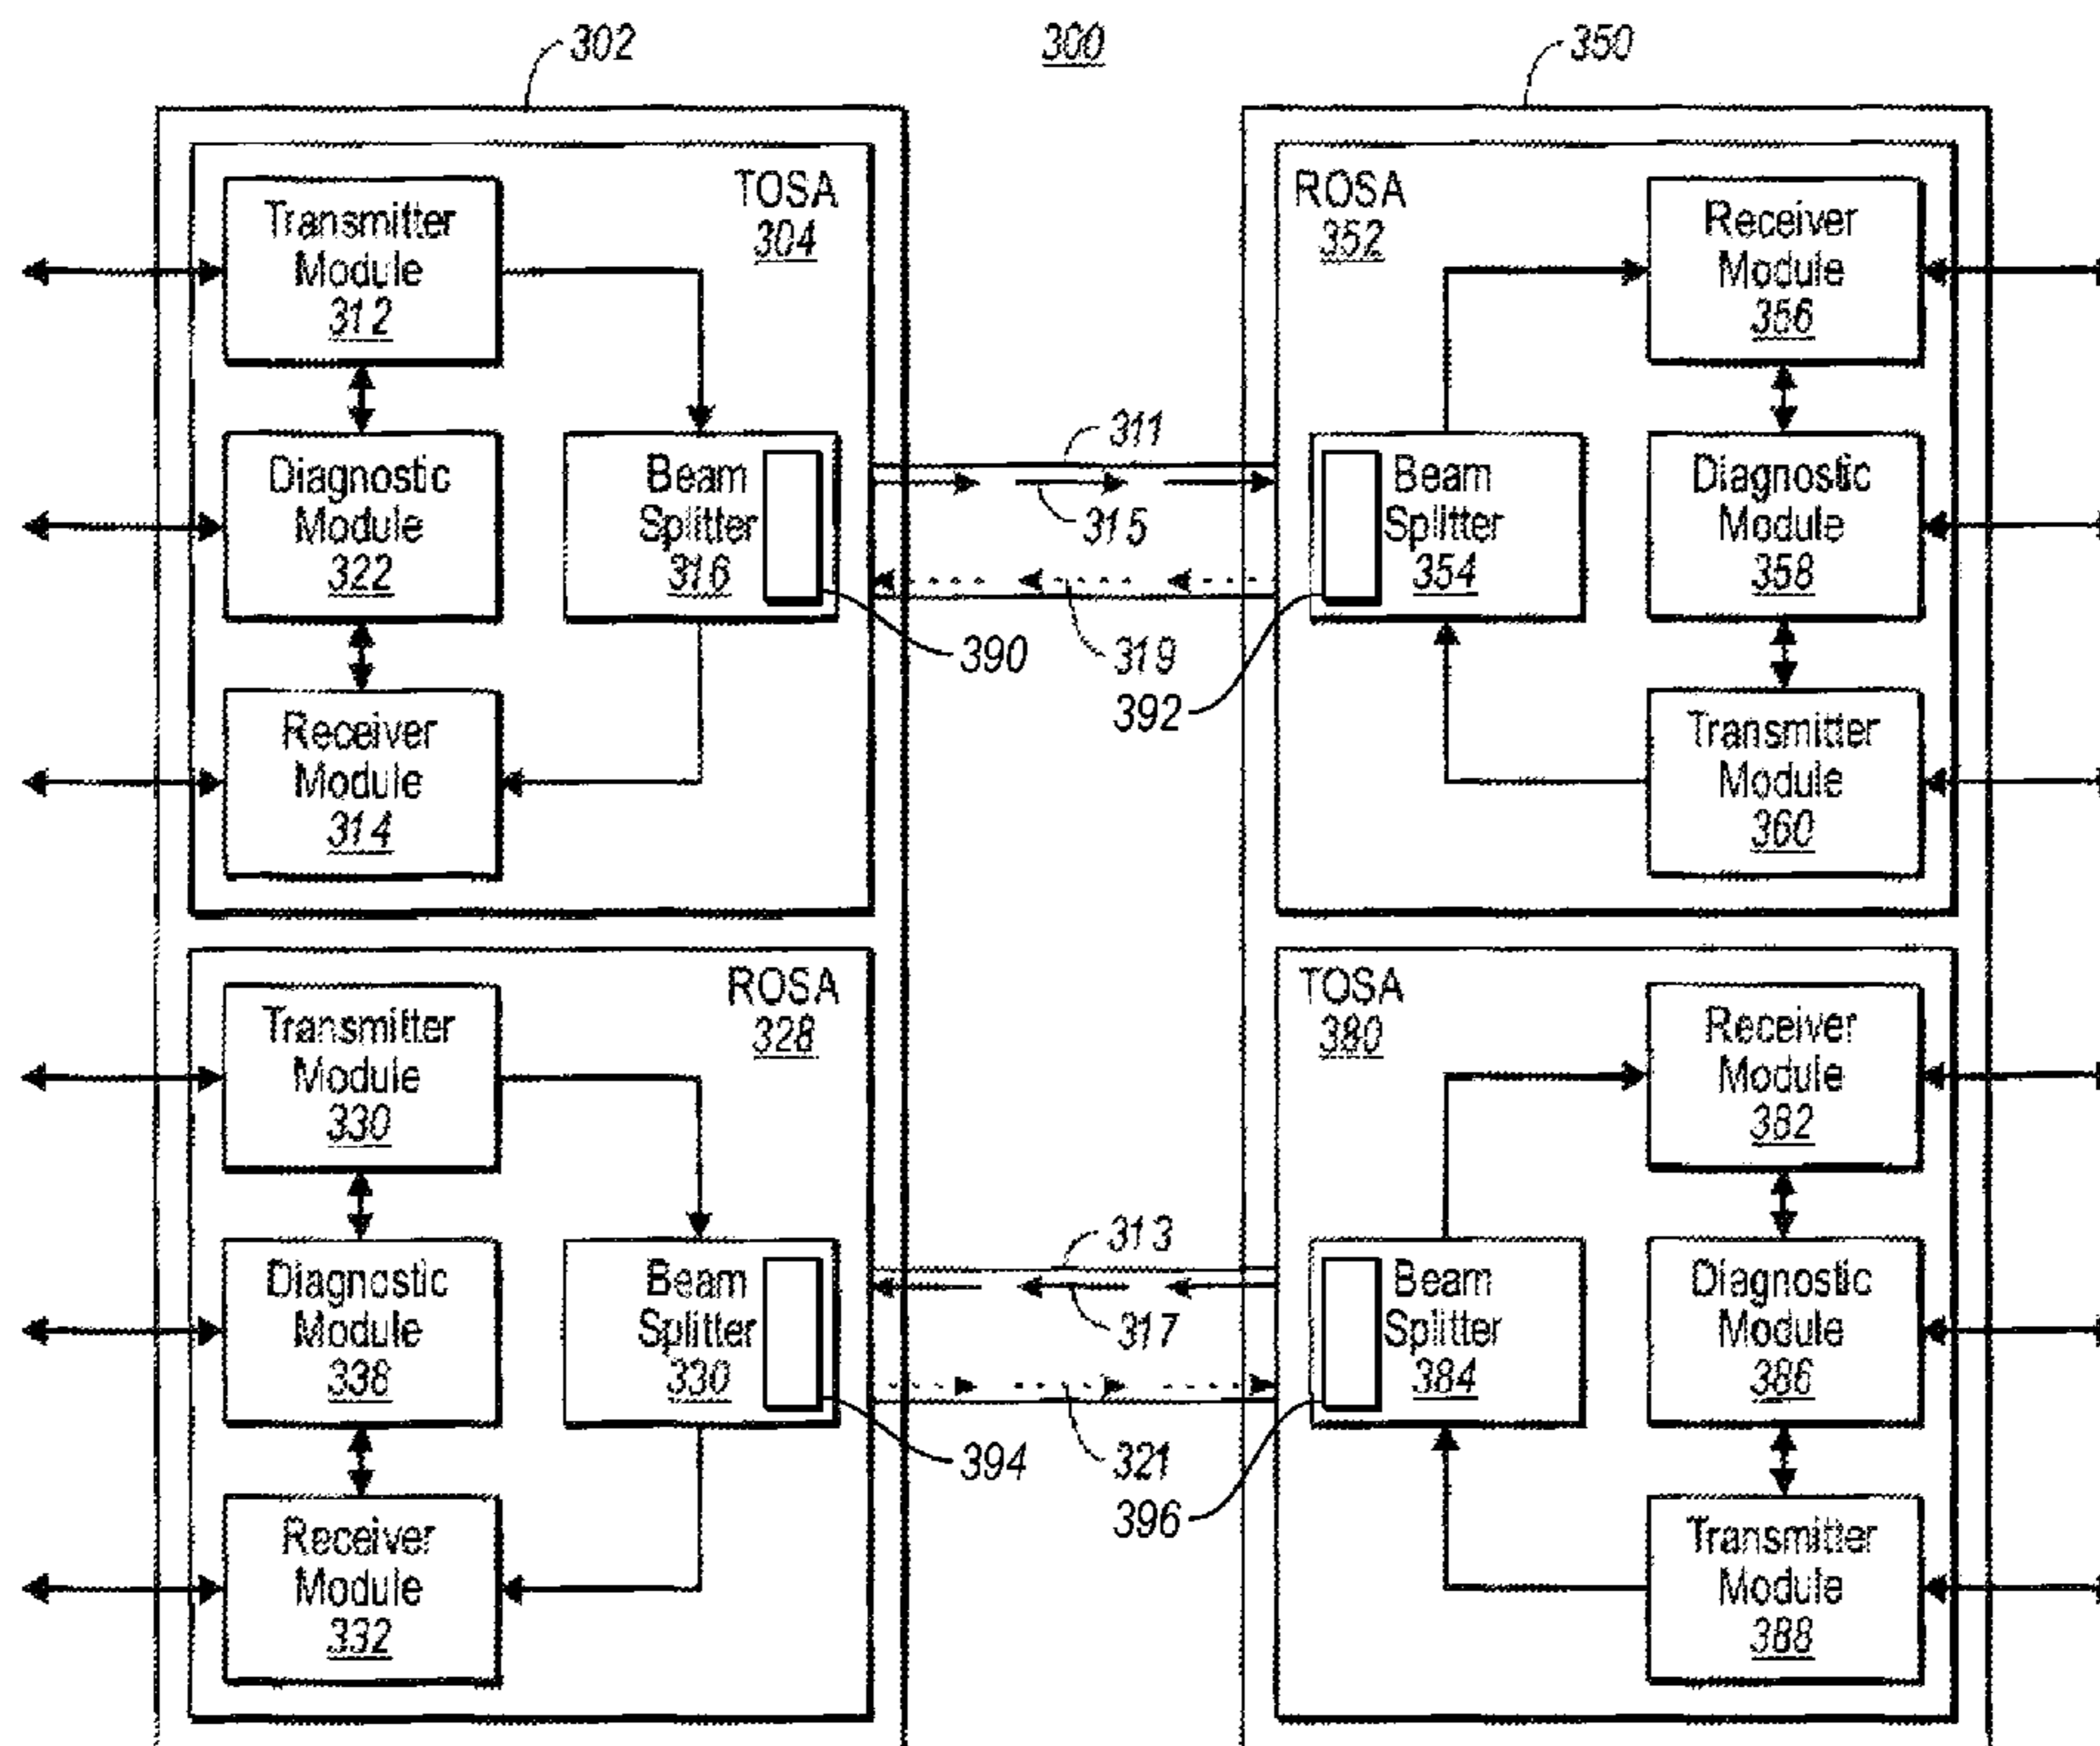 302
300
350
TOSA
304
Transmitter
Module
312
Diagnostic
Module
322
Receiver
Module
314
Beam
Splitter
316
390
311
315
319
392
ROSA
352
Receiver
Module
356
Beam
Splitter
354
Diagnostic
Module
358
Transmitter
Module
360
ROSA
328
Transmitter
Module
330
Diagnostic
Module
338
Receiver
Module
332
Beam
Splitter
330
394
313
317
321
396
TOSA
380
Receiver
Module
382
Beam
Splitter
384
Diagnostic
Module
386
Transmitter
Module
388